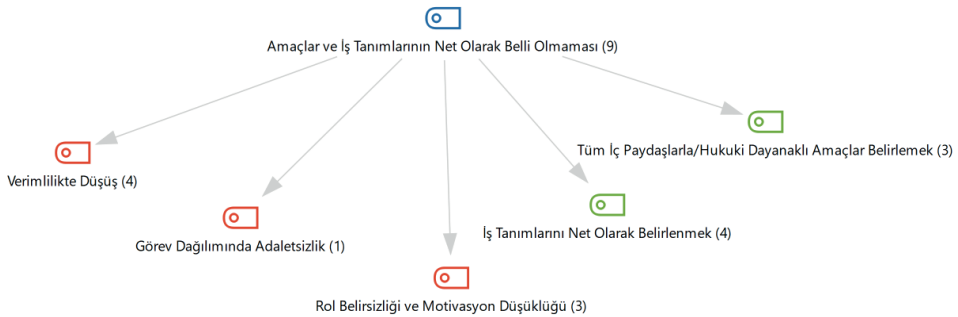 Amaçlar ve İş Tanımlarının Net Olarak Belli Olmaması (9)
Tüm İç Paydaşlarla/Hukuki Dayanaklı Amaçlar Belirlemek (3)
Verimlilikte Düşüş (4)
İş Tanımlarını Net Olarak Belirlenmek (4)
Görev Dağılımında Adaletsizlik (1)
Rol Belirsizliği ve Motivasyon Düşüklüğü (3)